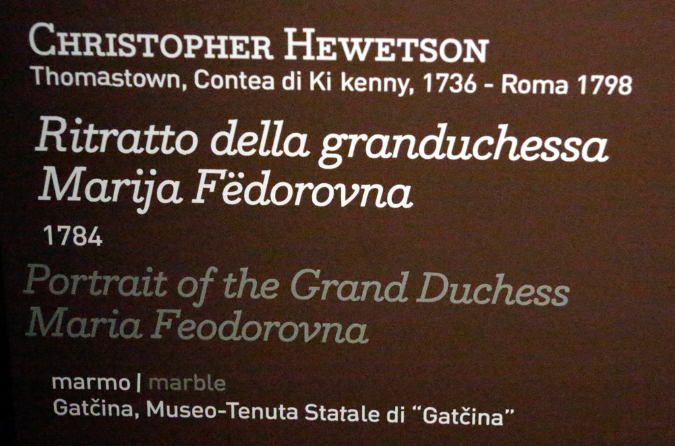 CHRISTOPHER HEWETSON
Thomastown, Contea di Ki kenny, 1736 - Roma 1798
Ritratto della granduchessa
Marija Fëdorovna
1784
Portrait of the Grand Duchess
Maria Feodorovna
marmo | marble
Gatčina, Museo-Tenuta Statale di “Gatčina”